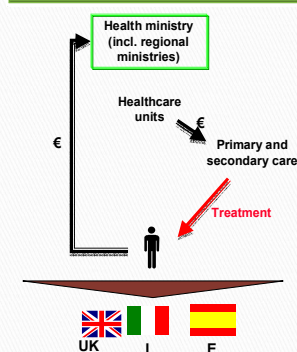 Health ministry
(incl. regional
ministries)
Healthcare
units
€
€
Primary and
secondary care
Treatment
UK
I
E